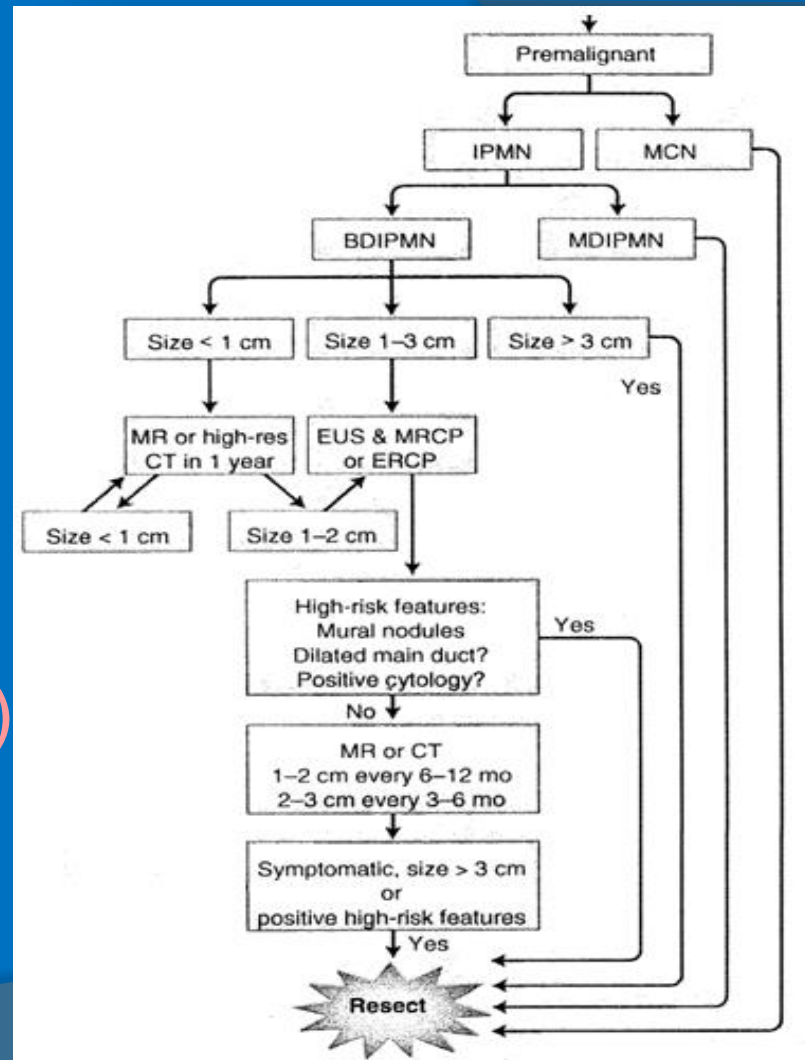 Premalignant
IPMN
MCN
BDIPMN
MDIPMN
Size < 1 cm
Size 1–3 cm
Size > 3 cm
Yes
MR or high-res
CT in 1 year
EUS & MRCP
or ERCP
Size < 1 cm
Size 1–2 cm
High-risk features:
Mural nodules
Dilated main duct?
Positive cytology?
Yes
No
MR or CT
1–2 cm every 6–12 mo
2–3 cm every 3–6 mo
Symptomatic, size > 3 cm
or
positive high-risk features
Yes
Resect